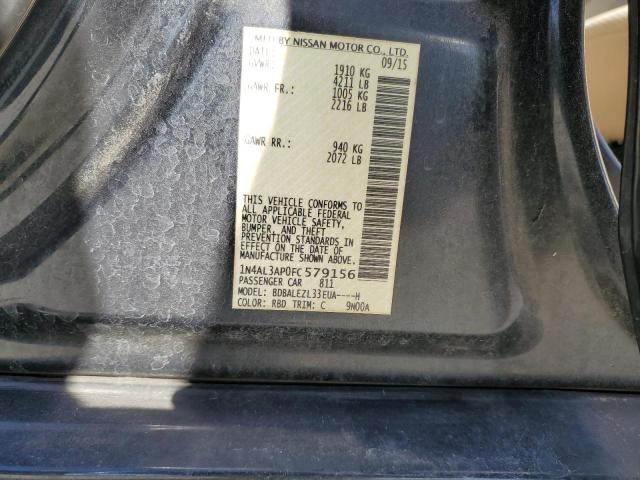 MFD BY NISSAN MOTOR CO., LTD.
DATE: 09/15
GVWR: 1910 KG
4211 LB
GAWR FR.: 1005 KG
2216 LB
GAWR RR.: 940 KG
2072 LB
THIS VEHICLE CONFORMS TO
ALL APPLICABLE FEDERAL
MOTOR VEHICLE SAFETY,
BUMPER, AND THEFT
PREVENTION STANDARDS IN
EFFECT ON THE DATE OF
MANUFACTURE SHOWN ABOVE.
1N4AL3AP0FC 579156
PASSENGER CAR 811
MODEL: BDBALEZL33EUA----H
COLOR: RBD TRIM: C 9N00A